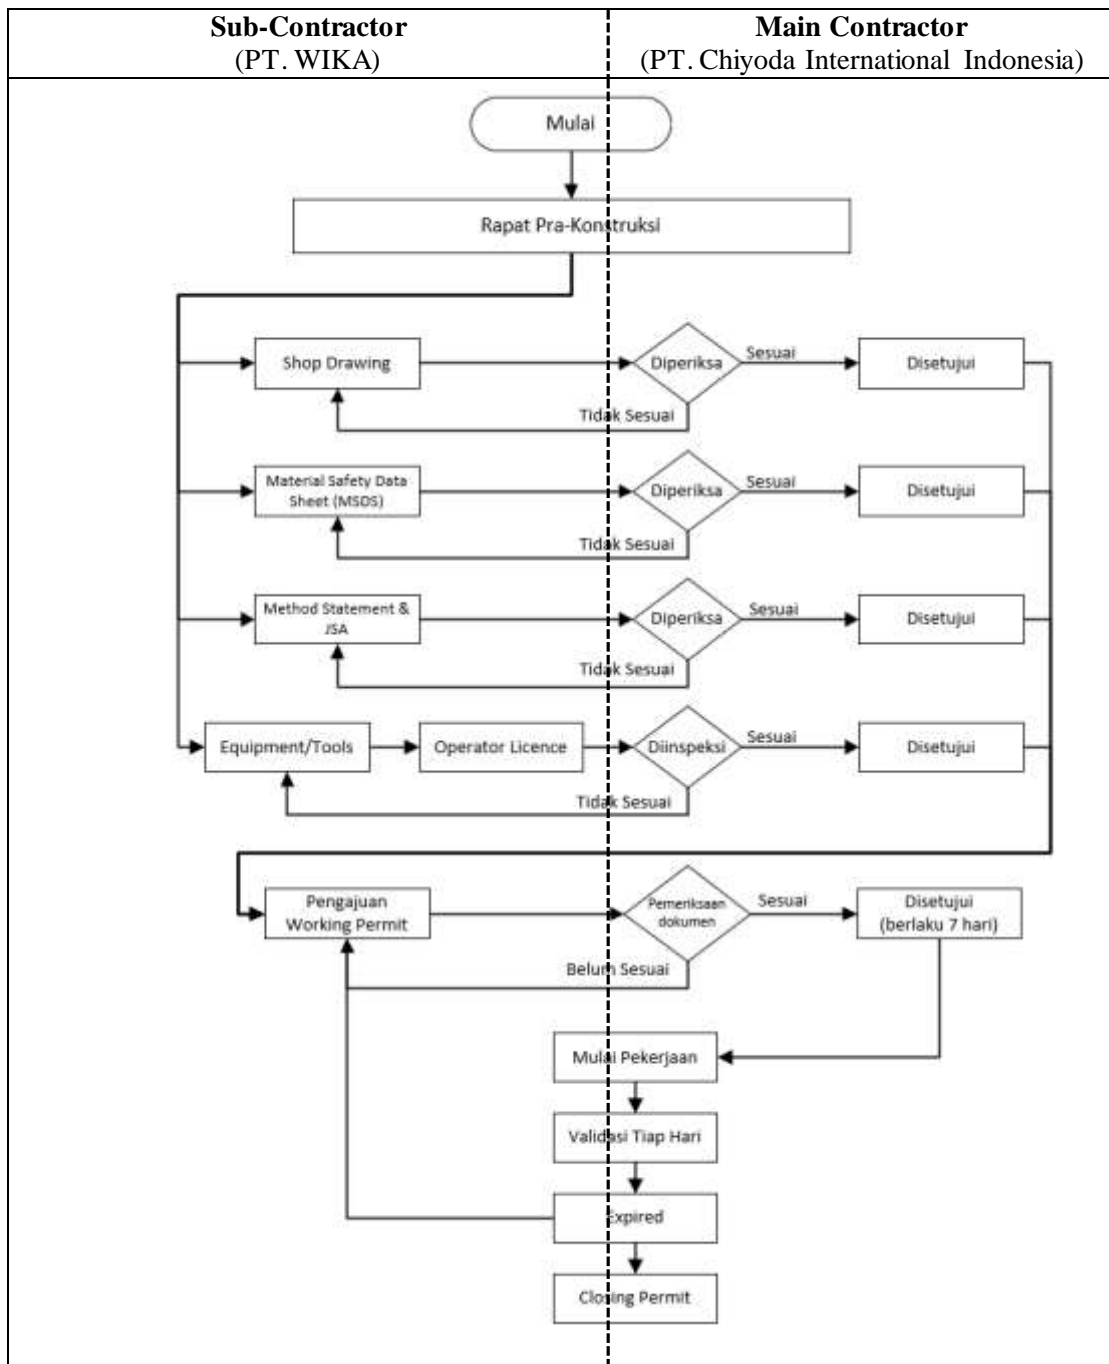 Sub-Contractor
(PT. WIKA)
Main Contractor
(PT. Chiyoda International Indonesia)
Mulai
Rapat Pra-Konstruksi
Shop Drawing
Diperiksa
Sesuai
Disetujui
Tidak Sesuai
Material Safety Data
Sheet (MSDS)
Diperiksa
Sesuai
Disetujui
Tidak Sesuai
Method Statement &
JSA
Diperiksa
Sesuai
Disetujui
Tidak Sesuai
Equipment/Tools
Operator Licence
Diinspeksi
Sesuai
Disetujui
Tidak Sesuai
Pengajuan
Working Permit
Pemeriksaan
dokumen
Sesuai
Disetujui
(berlaku 7 hari)
Belum Sesuai
Mulai Pekerjaan
Validasi Tiap Hari
Expired
Closing Permit